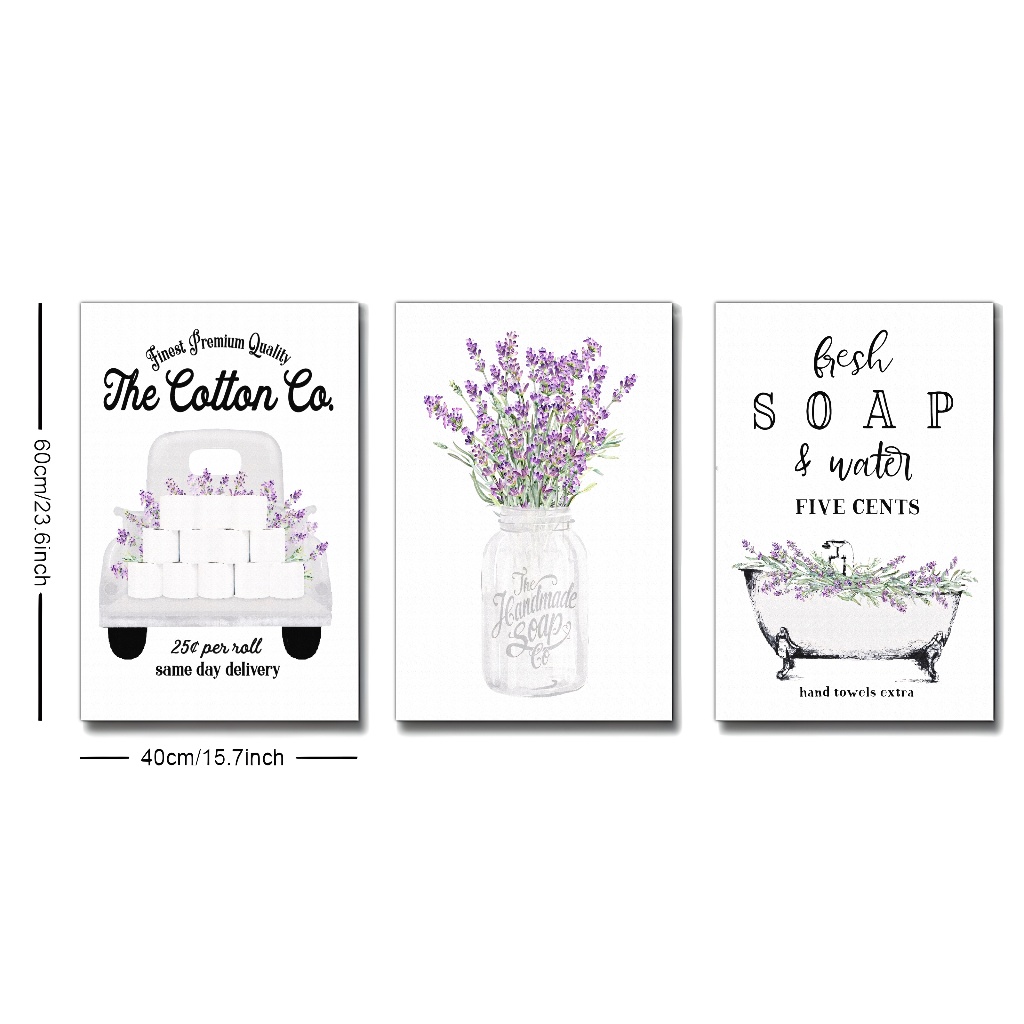 60cm/23.6inch
Finest Premium Quality
The Cotton Co.
25¢ per roll
same day delivery
40cm/15.7inch
The
Handmade
Soap
Co
fresh
SOAP
& water
FIVE CENTS
hand towels extra